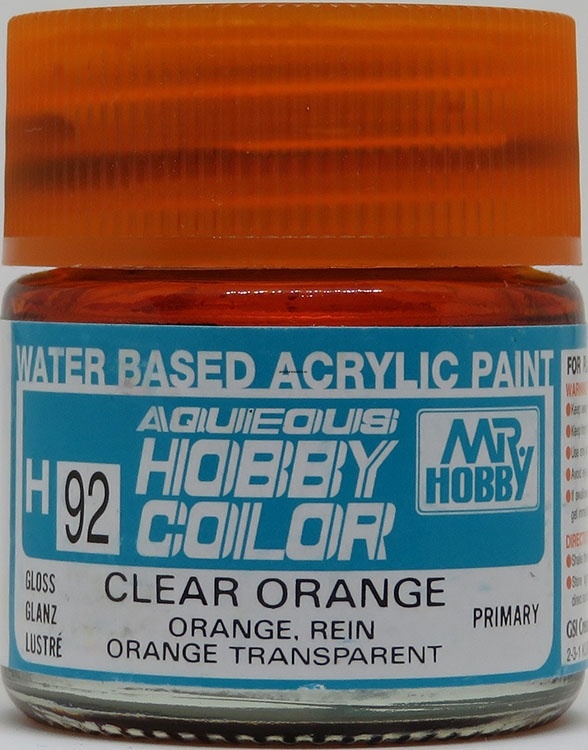 WATER BASED ACRYLIC PAINT
AQUEOUS
HOBBY
COLOR
MR.
HOBBY
H 92
GLOSS
GLANZ
LUSTRÉ
CLEAR ORANGE
ORANGE, REIN
ORANGE TRANSPARENT
PRIMARY
FOR